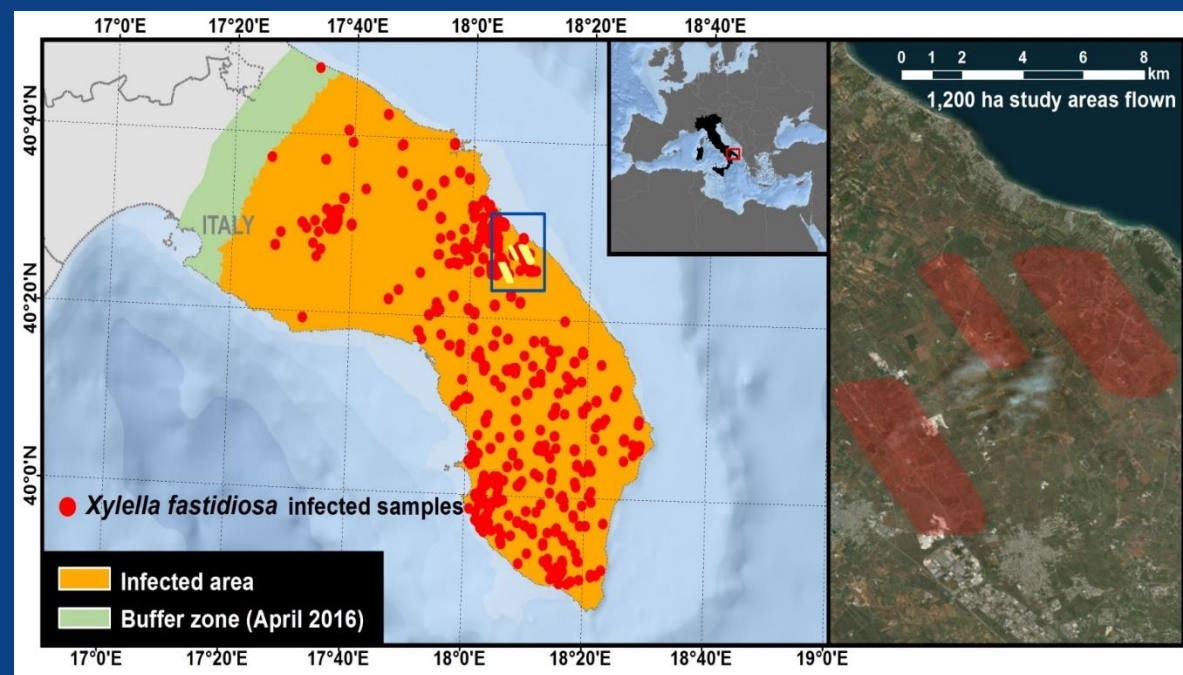 17°0'E 17°20'E 17°40'E 18°0'E 18°20'E 18°40'E
40°40'N
40°20'N
40°0'N
ITALY
Xylella fastidiosa infected samples
Infected area
Buffer zone (April 2016)
17°0'E 17°20'E 17°40'E 18°0'E 18°20'E 18°40'E 19°0'E
0 1 2 4 6 8
km
1,200 ha study areas flown